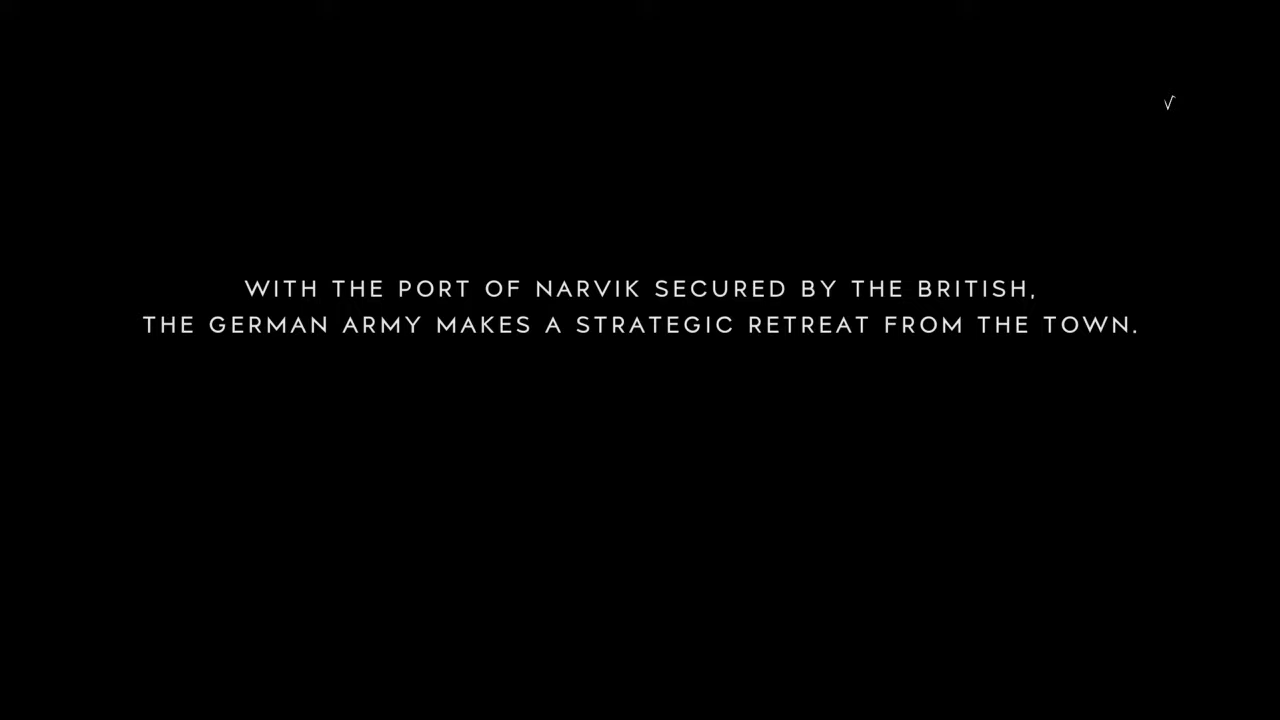 WITH THE PORT OF NARVIK SECURED BY THE BRITISH,
THE GERMAN ARMY MAKES A STRATEGIC RETREAT FROM THE TOWN.